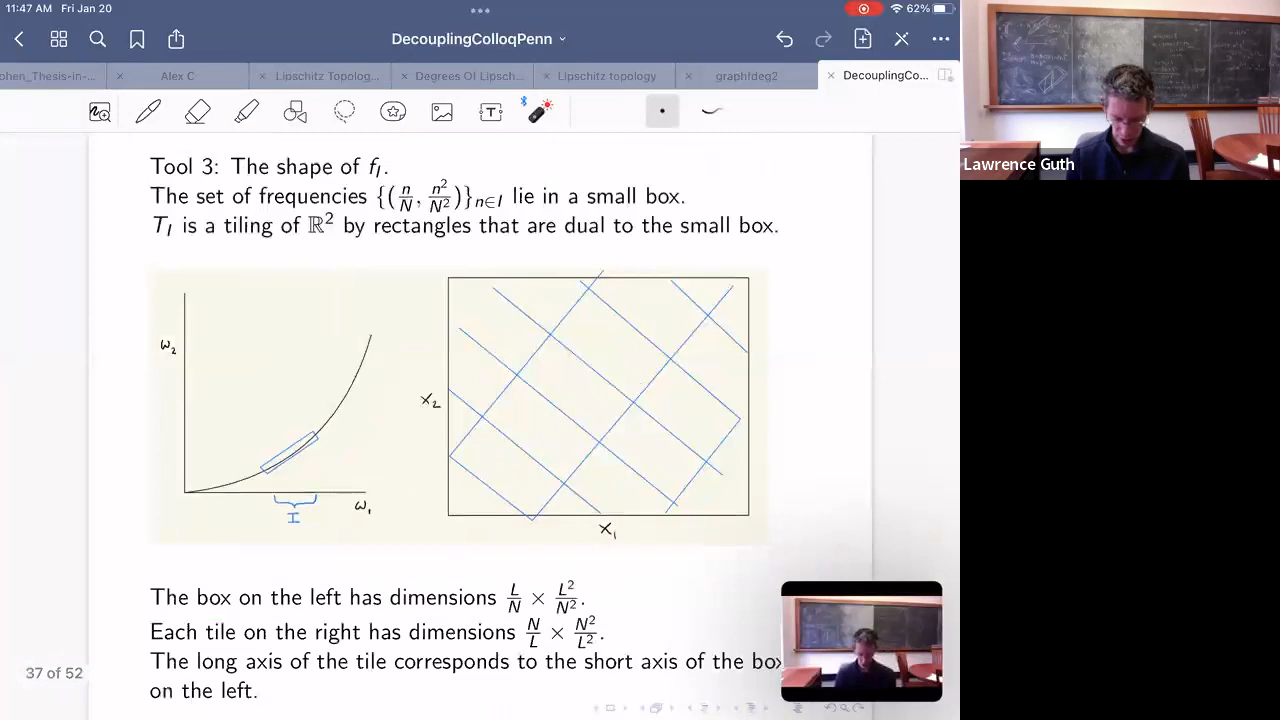 11:47 AM Fri Jan 20
62%
DecouplingColloqPenn
ohen_Thesis-in-...
Alex C
Lipschitz Topolog...
Degrees Of Lipsch...
Lipschitz topology
graphfdeg2
DecouplingCo...
Lawrence Guth
Tool 3: The shape of f_I.
The set of frequencies {(n/N, n²/N²)}_{n∈I} lie in a small box.
T_I is a tiling of ℝ² by rectangles that are dual to the small box.
ω₂
I
ω₁
x₂
x₁
The box on the left has dimensions L/N × L²/N².
Each tile on the right has dimensions N/L × N²/L².
The long axis of the tile corresponds to the short axis of the box
on the left.
37 of 52